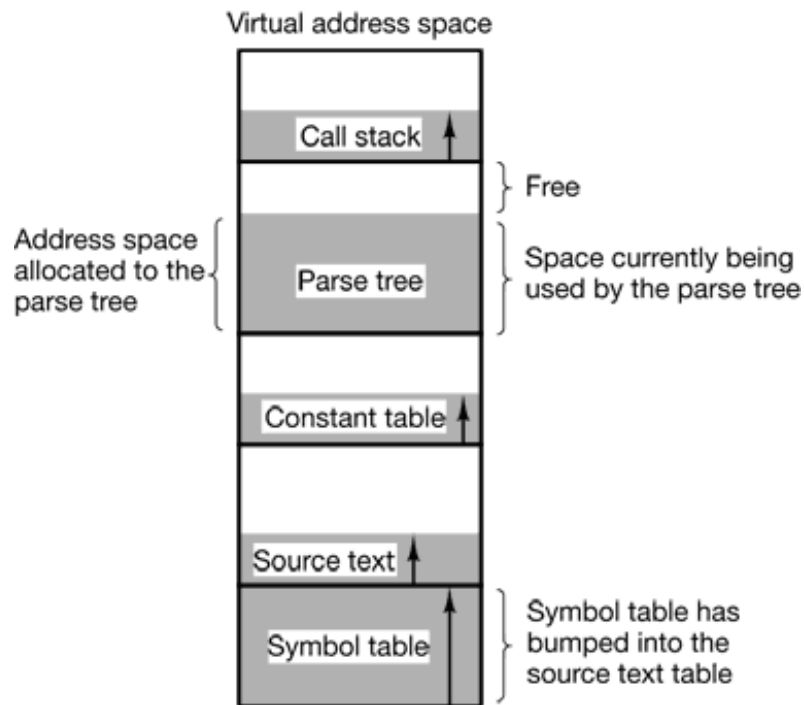 Virtual address space
Call stack
Free
Address space
allocated to the
parse tree
Parse tree
Space currently being
used by the parse tree
Constant table
Source text
Symbol table
Symbol table has
bumped into the
source text table